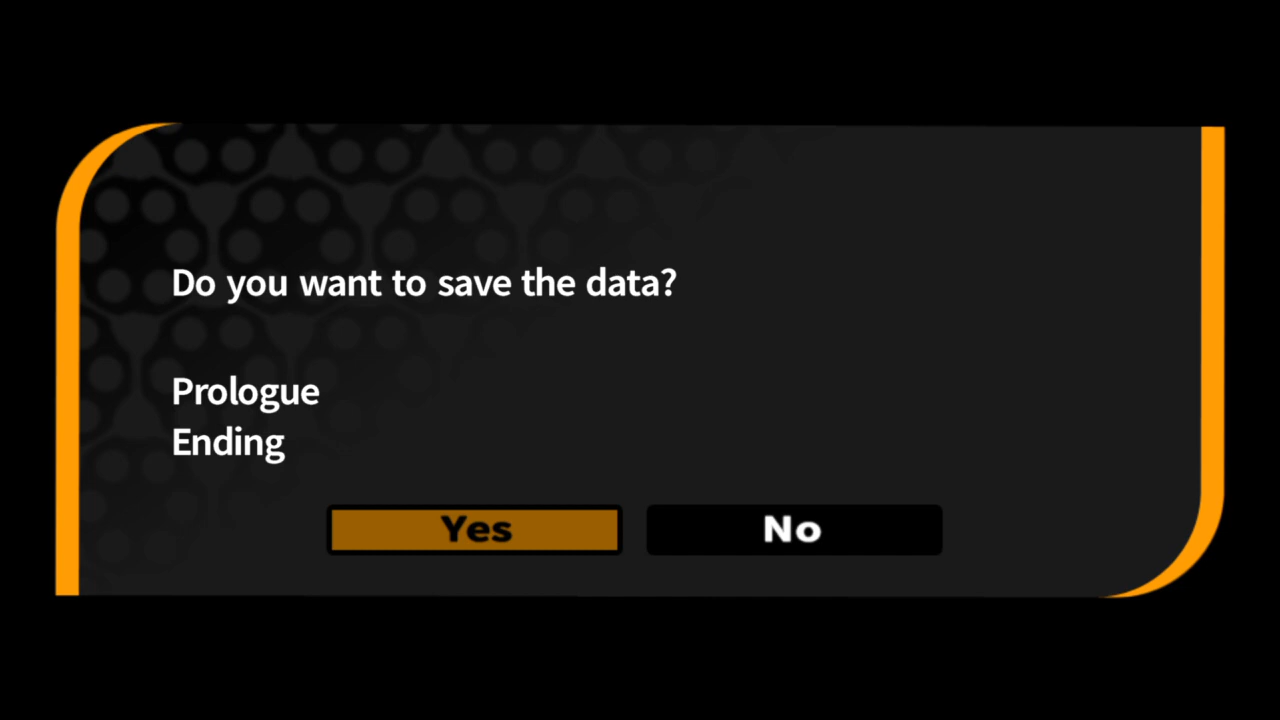 Do you want to save the data?
Prologue
Ending
Yes
No